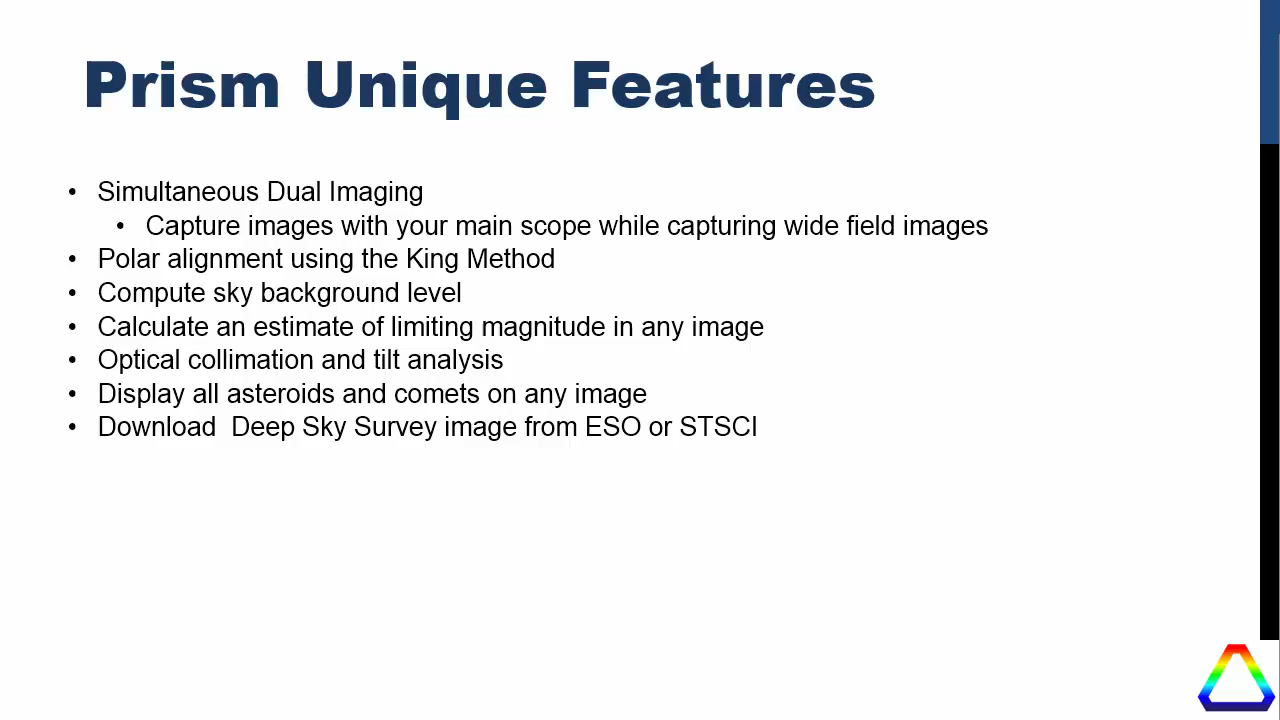 Prism Unique Features
• Simultaneous Dual Imaging
• Capture images with your main scope while capturing wide field images
• Polar alignment using the King Method
• Compute sky background level
• Calculate an estimate of limiting magnitude in any image
• Optical collimation and tilt analysis
• Display all asteroids and comets on any image
• Download  Deep Sky Survey image from ESO or STSCI